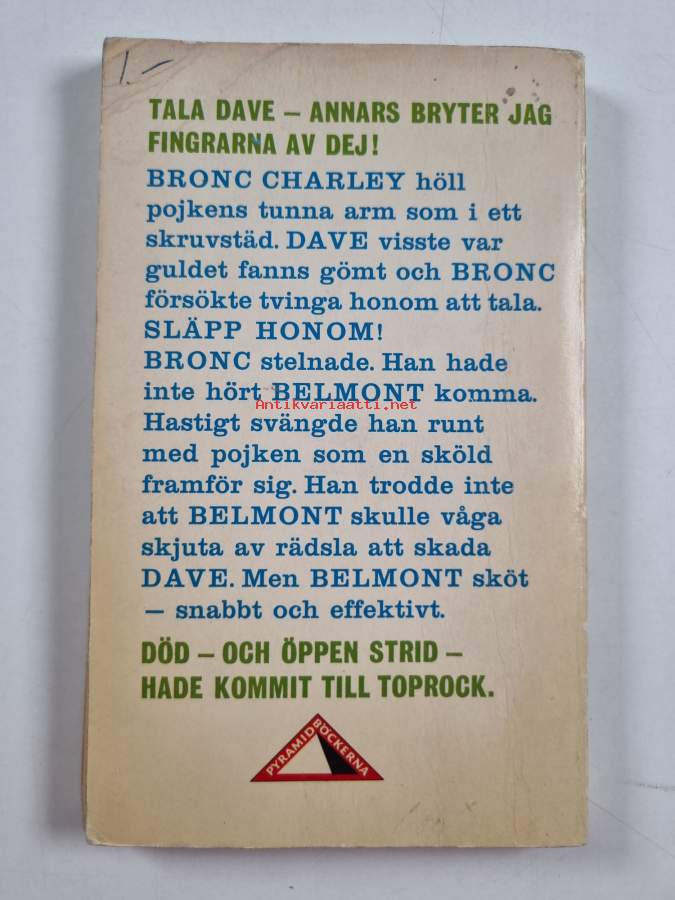 1.-
TALA DAVE – ANNARS BRYTER JAG
FINGRARNA AV DEJ!
BRONC CHARLEY höll
pojkens tunna arm som i ett
skruvstäd. DAVE visste var
guldet fanns gömt och BRONC
försökte tvinga honom att tala.
SLÄPP HONOM!
BRONC stelnade. Han hade
inte hört BELMONT komma.
Antikvariaatti.net
Hastigt svängde han runt
med pojken som en sköld
framför sig. Han trodde inte
att BELMONT skulle våga
skjuta av rädsla att skada
DAVE. Men BELMONT sköt
– snabbt och effektivt.
DÖD – OCH ÖPPEN STRID –
HADE KOMMIT TILL TOPROCK.
PYRAMIDBÖCKERNA